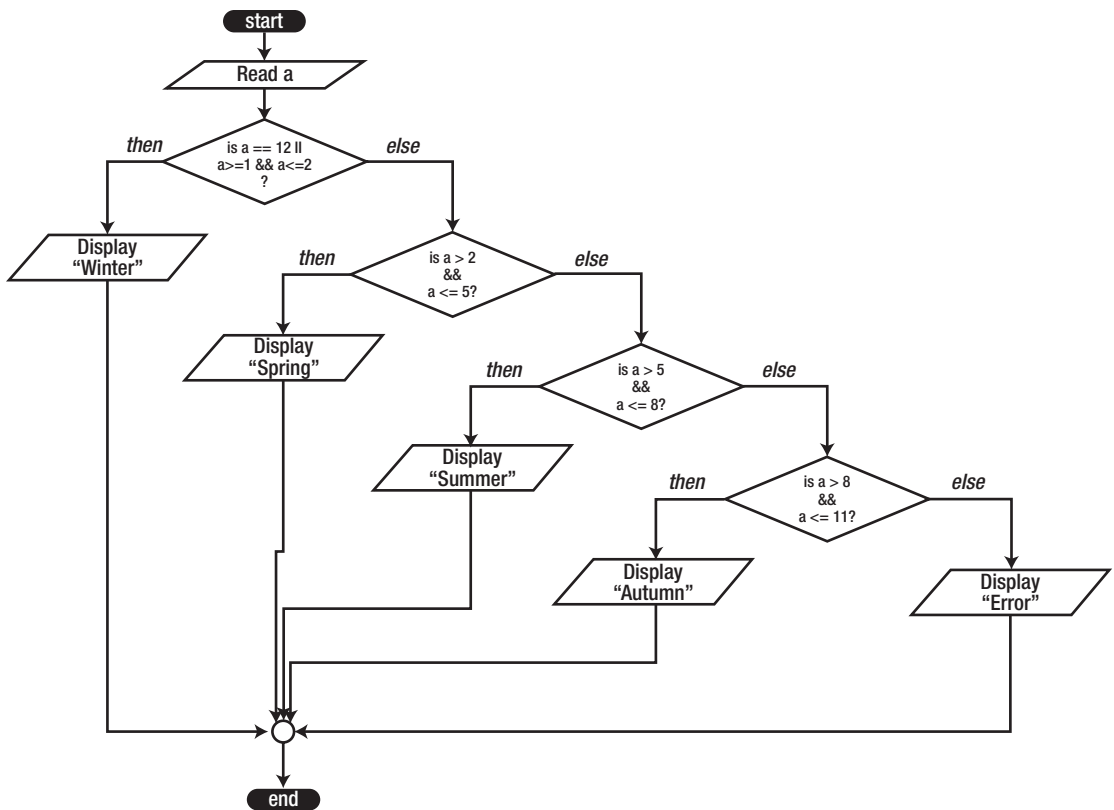 start
Read a
then
is a == 12 ||
a>=1 && a<=2
?
else
Display
“Winter”
then
is a > 2
&&
a <= 5?
else
Display
“Spring”
then
is a > 5
&&
a <= 8?
else
Display
“Summer”
then
is a > 8
&&
a <= 11?
else
Display
“Autumn”
Display
“Error”
end